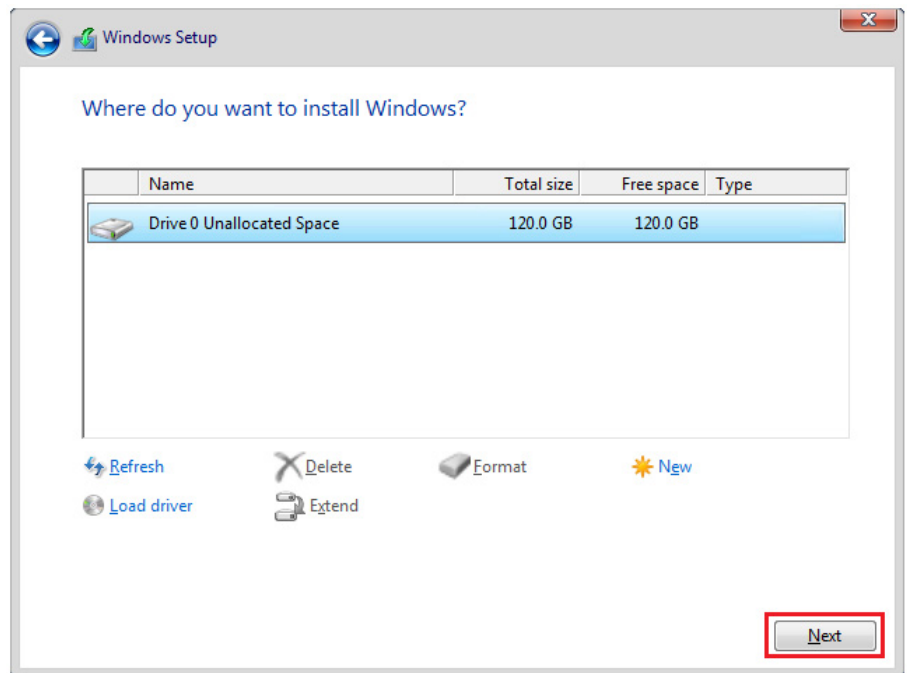 Windows Setup
Where do you want to install Windows?
Name Total size Free space Type
Drive 0 Unallocated Space 120.0 GB 120.0 GB
Refresh Delete Format New
Load driver Extend
Next